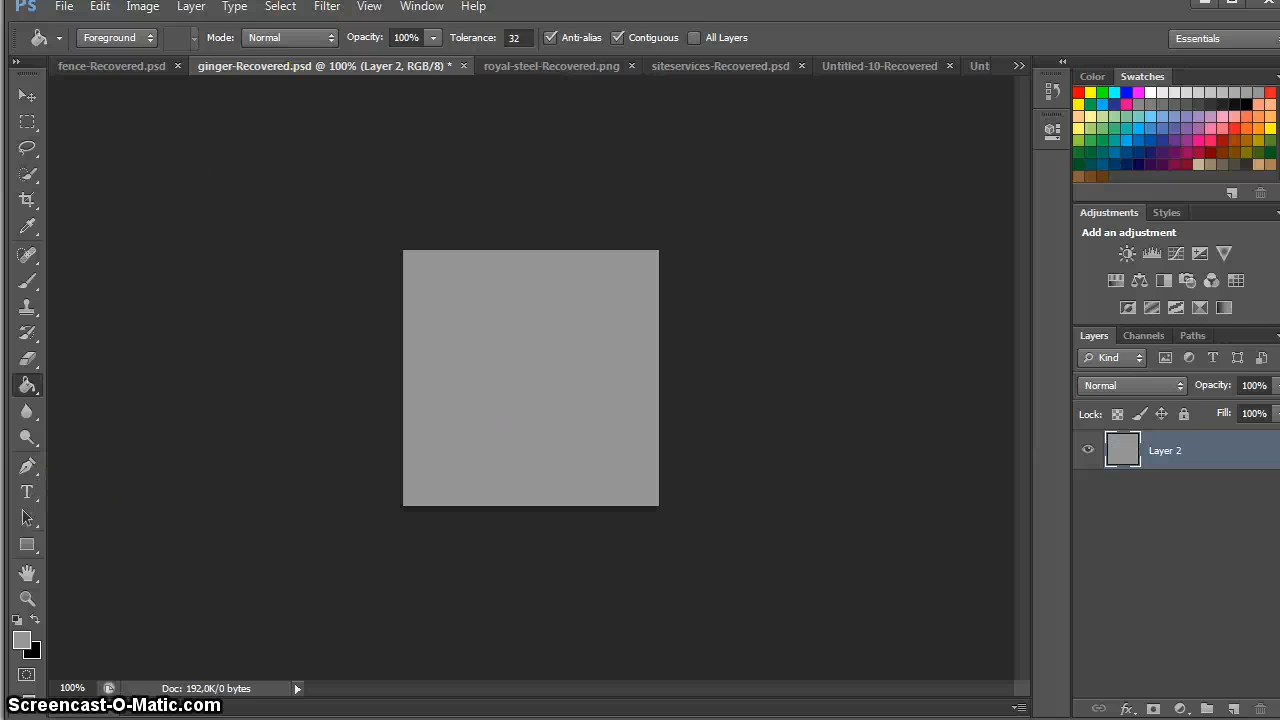 Ps File Edit Image Layer Type Select Filter View Window Help
Foreground Mode: Normal Opacity: 100% Tolerance: 32 Anti-alias Contiguous All Layers Essentials
fence-Recovered.psd × ginger-Recovered.psd @ 100% (Layer 2, RGB/8) * × royal-steel-Recovered.png × siteservices-Recovered.psd × Untitled-10-Recovered × Unt
Color Swatches
Adjustments Styles
Add an adjustment
Layers Channels Paths
Kind
Normal Opacity: 100%
Lock: Fill: 100%
Layer 2
100% Doc: 192,0K/0 bytes
Screencast-O-Matic.com